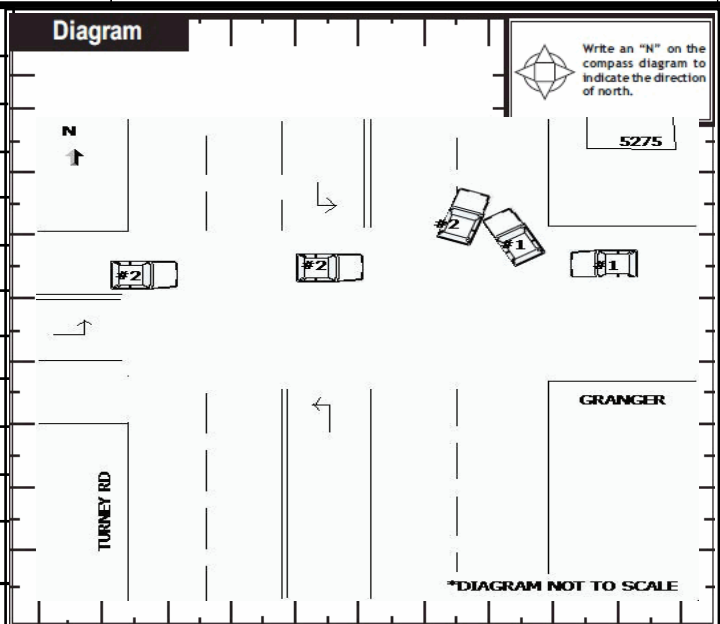 Diagram
Write an “N” on the
compass diagram to
indicate the direction
of north.
N
5275
#2
#1
#2
#2
#1
GRANGER
TURNEY RD
*DIAGRAM NOT TO SCALE